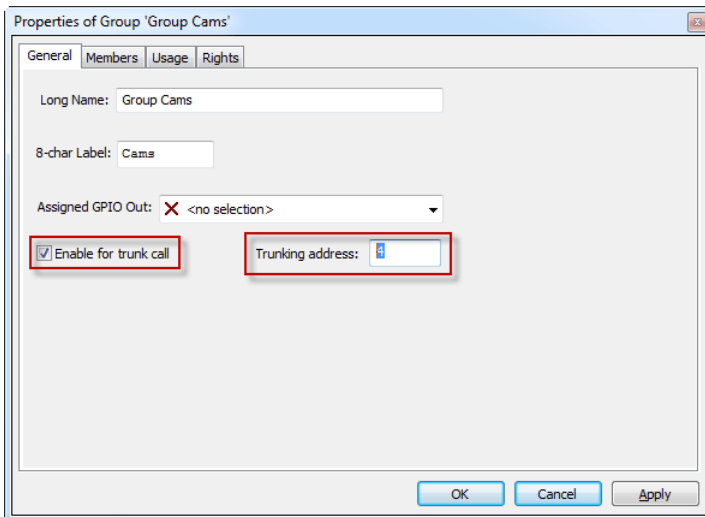 Properties of Group 'Group Cams'
General Members Usage Rights
Long Name: Group Cams
8-char Label: Cams
Assigned GPIO Out: <no selection>
Enable for trunk call Trunking address: 4
OK Cancel Apply